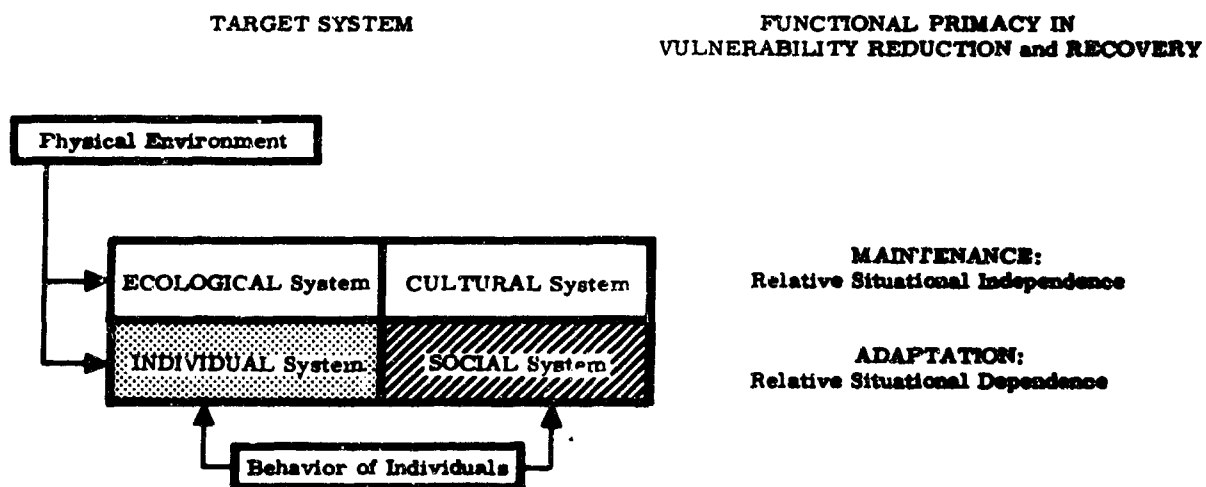 TARGET SYSTEM
FUNCTIONAL PRIMACY IN
VULNERABILITY REDUCTION and RECOVERY
Physical Environment
ECOLOGICAL System
CULTURAL System
MAINTENANCE:
Relative Situational Independence
INDIVIDUAL System
SOCIAL System
ADAPTATION:
Relative Situational Dependence
Behavior of Individuals